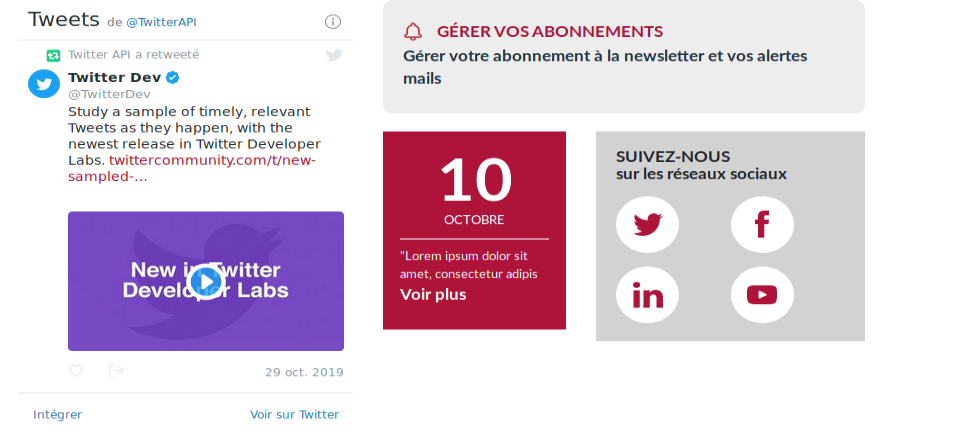 Tweets de @TwitterAPI
Twitter API a retweeté
Twitter Dev
@TwitterDev
Study a sample of timely, relevant
Tweets as they happen, with the
newest release in Twitter Developer
Labs. twittercommunity.com/t/new-
sampled-...
New in Twitter
Developer Labs
29 oct. 2019
Intégrer
Voir sur Twitter
GÉRER VOS ABONNEMENTS
Gérer votre abonnement à la newsletter et vos alertes
mails
10
OCTOBRE
"Lorem ipsum dolor sit
amet, consectetur adipis
Voir plus
SUIVEZ-NOUS
sur les réseaux sociaux